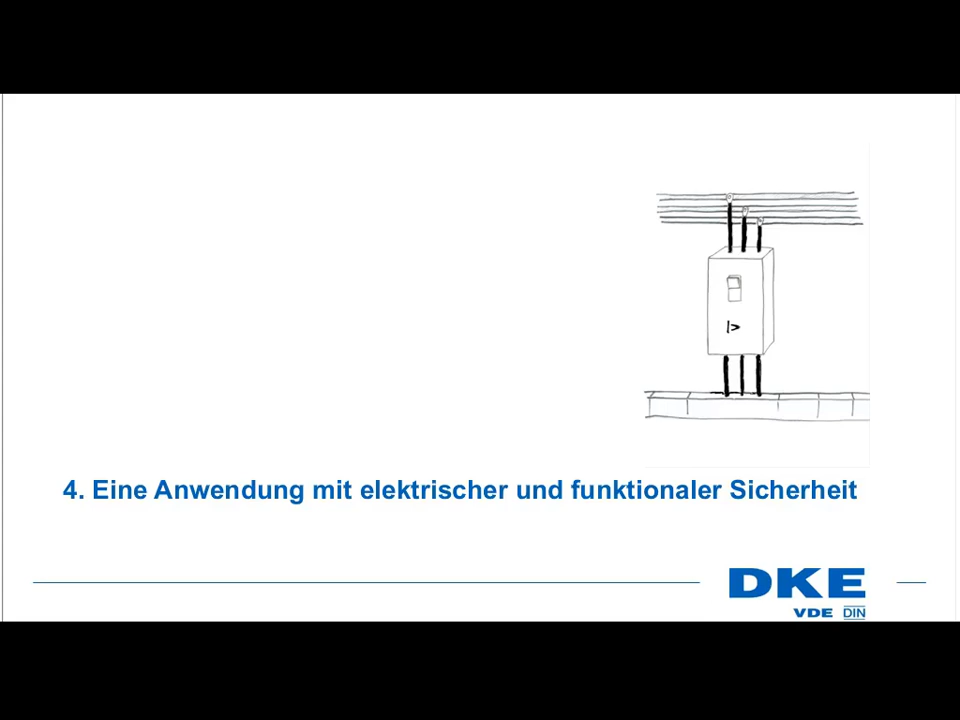 I>
4. Eine Anwendung mit elektrischer und funktionaler Sicherheit
DKE
VDE DIN